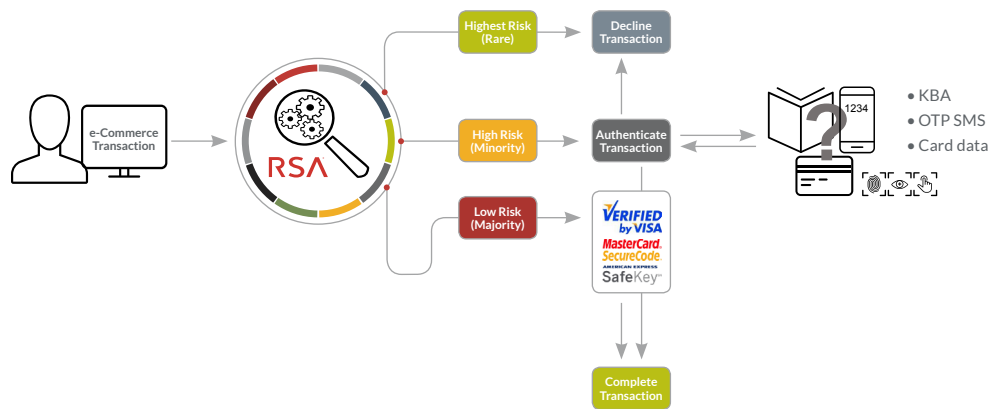 e-Commerce
Transaction
RSA
Highest Risk
(Rare)
Decline
Transaction
High Risk
(Minority)
Authenticate
Transaction
Low Risk
(Majority)
VERIFIED
by VISA
MasterCard.
SecureCode.
AMERICAN EXPRESS
SafeKey℠
Complete
Transaction
1234
?
• KBA
• OTP SMS
• Card data